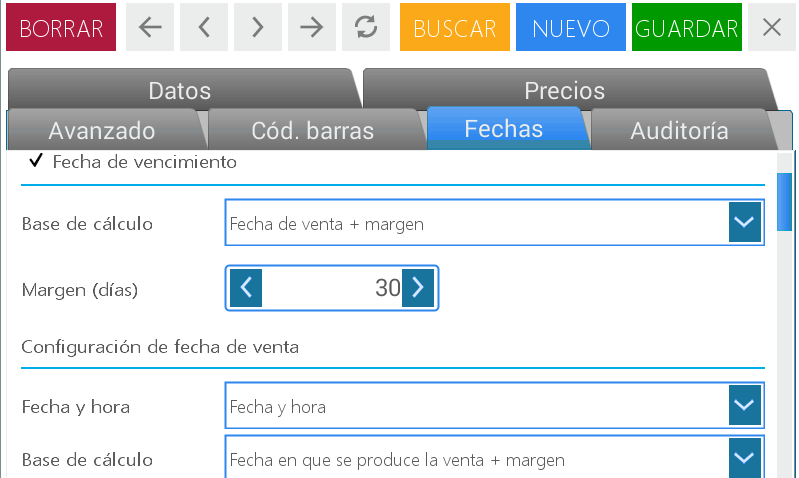 BORRAR BUSCAR NUEVO GUARDAR
Datos Precios
Avanzado Cód. barras Fechas Auditoría
Fecha de vencimiento
Base de cálculo Fecha de venta + margen
Margen (días) 30
Configuración de fecha de venta
Fecha y hora Fecha y hora
Base de cálculo Fecha en que se produce la venta + margen